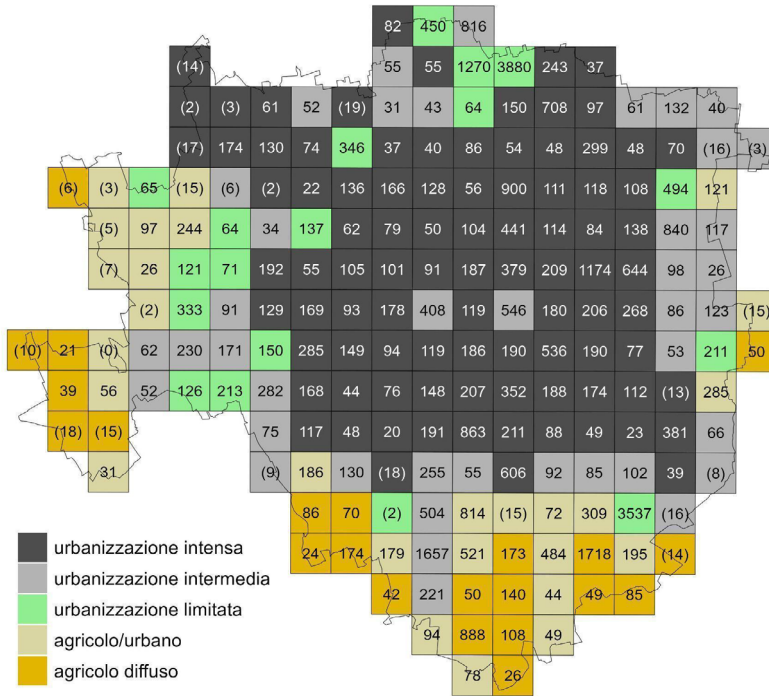 82 450 816
(14) 55 55 1270 3880 243 37
(2) (3) 61 52 (19) 31 43 64 150 708 97 61 132 40
(17) 174 130 74 346 37 40 86 54 48 299 48 70 (16) (3)
(6) (3) 65 (15) (6) (2) 22 136 166 128 56 900 111 118 108 494 121
(5) 97 244 64 34 137 62 79 50 104 441 114 84 138 840 117
(7) 26 121 71 192 55 105 101 91 187 379 209 1174 644 98 26
(2) 333 91 129 169 93 178 408 119 546 180 206 268 86 123 (15)
(10) 21 (0) 62 230 171 150 285 149 94 119 186 190 536 190 77 53 211 50
39 56 52 126 213 282 168 44 76 148 207 352 188 174 112 (13) 285
(18) (15) 75 117 48 20 191 863 211 88 49 23 381 66
31 (9) 186 130 (18) 255 55 606 92 85 102 39 (8)
86 70 (2) 504 814 (15) 72 309 3537 (16)
24 174 179 1657 521 173 484 1718 195 (14)
42 221 50 140 44 49 85
94 888 108 49
78 26
urbanizzazione intensa
urbanizzazione intermedia
urbanizzazione limitata
agricolo/urbano
agricolo diffuso